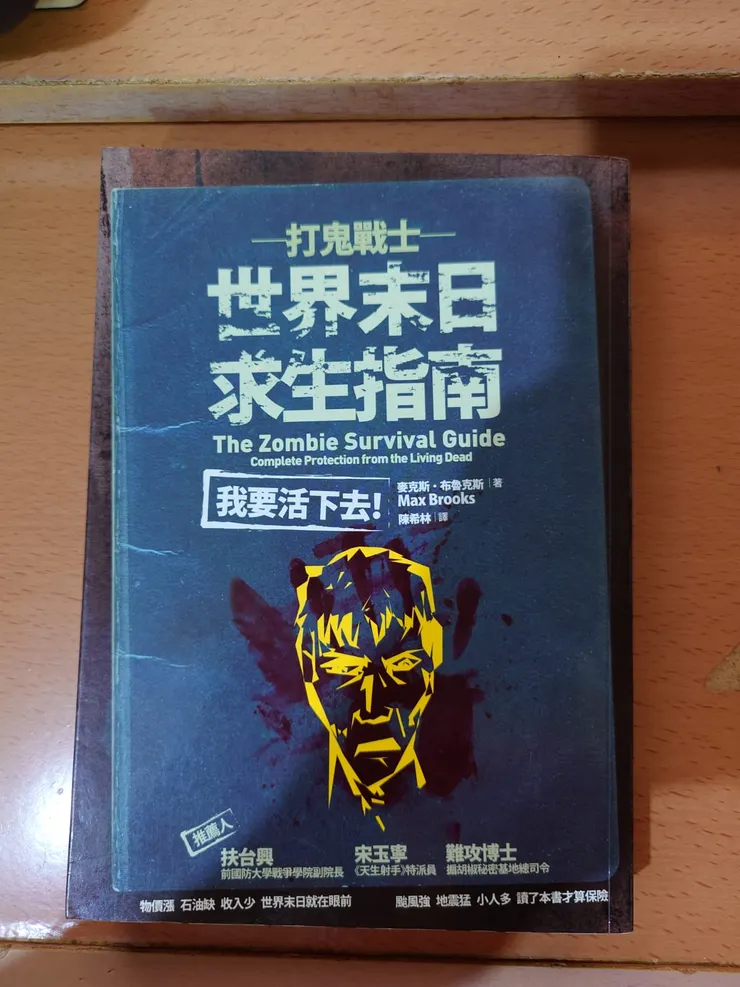 打鬼戰士
世界末日
求生指南
The Zombie Survival Guide
Complete Protection from the Living Dead
我要活下去!
麥克斯・布魯克斯|著
Max Brooks
陳希林|譯
推薦人
扶台興 宋玉寧 難攻博士
前國防大學戰爭學院副院長 《天生射手》特派員 摑胡椒秘密基地總司令
物價漲 石油缺 收入少 世界末日就在眼前 颱風強 地震猛 小人多 讀了本書才算保險